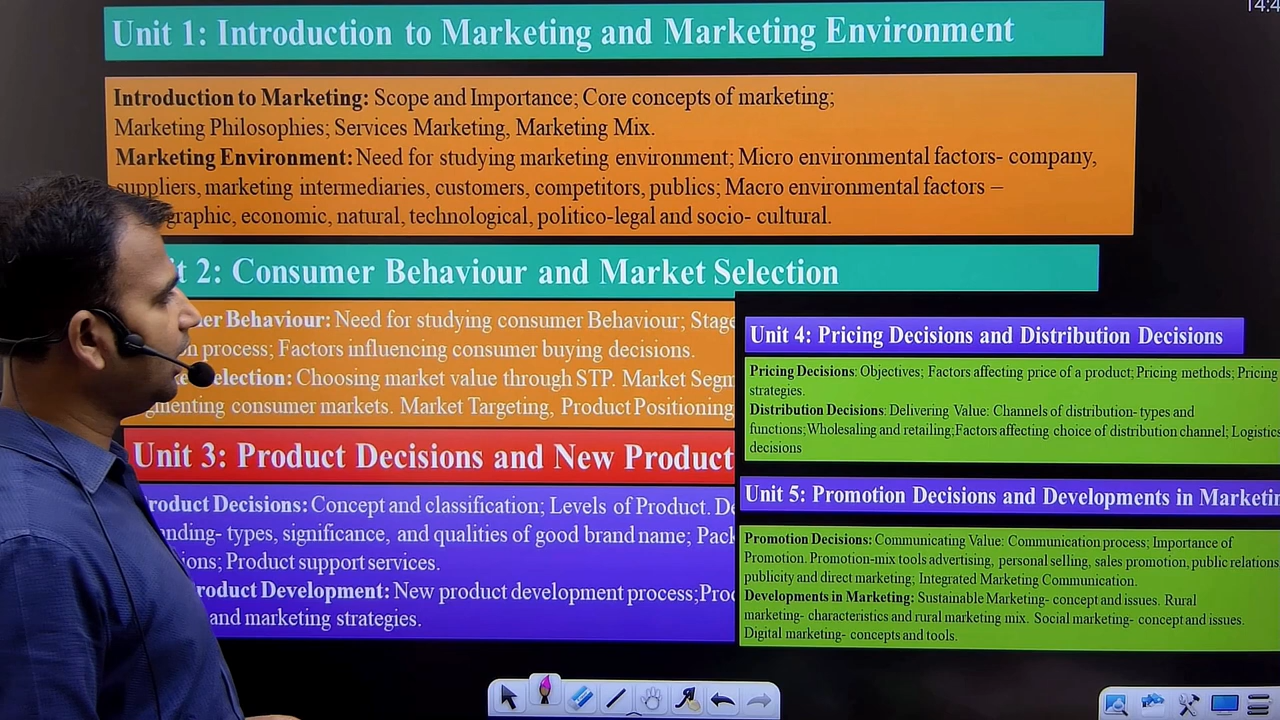 14:4
Unit 1: Introduction to Marketing and Marketing Environment
Introduction to Marketing: Scope and Importance; Core concepts of marketing;
Marketing Philosophies; Services Marketing, Marketing Mix.
Marketing Environment: Need for studying marketing environment; Micro environmental factors- company,
suppliers, marketing intermediaries, customers, competitors, publics; Macro environmental factors –
graphic, economic, natural, technological, politico-legal and socio- cultural.
t 2: Consumer Behaviour and Market Selection
er Behaviour: Need for studying consumer Behaviour; Stage
n process; Factors influencing consumer buying decisions.
election: Choosing market value through STP. Market Segm
gmenting consumer markets. Market Targeting, Product Positioning
Unit 3: Product Decisions and New Product
roduct Decisions: Concept and classification; Levels of Product. De
nding- types, significance, and qualities of good brand name; Pack
ions; Product support services.
roduct Development: New product development process;Prod
and marketing strategies.
Unit 4: Pricing Decisions and Distribution Decisions
Pricing Decisions: Objectives; Factors affecting price of a product; Pricing methods; Pricing
strategies.
Distribution Decisions: Delivering Value: Channels of distribution- types and
functions; Wholesaling and retailing; Factors affecting choice of distribution channel; Logistics
decisions
Unit 5: Promotion Decisions and Developments in Marketin
Promotion Decisions: Communicating Value: Communication process; Importance of
Promotion. Promotion-mix tools advertising, personal selling, sales promotion, public relations
publicity and direct marketing; Integrated Marketing Communication.
Developments in Marketing: Sustainable Marketing- concept and issues. Rural
marketing- characteristics and rural marketing mix. Social marketing- concept and issues.
Digital marketing- concepts and tools.